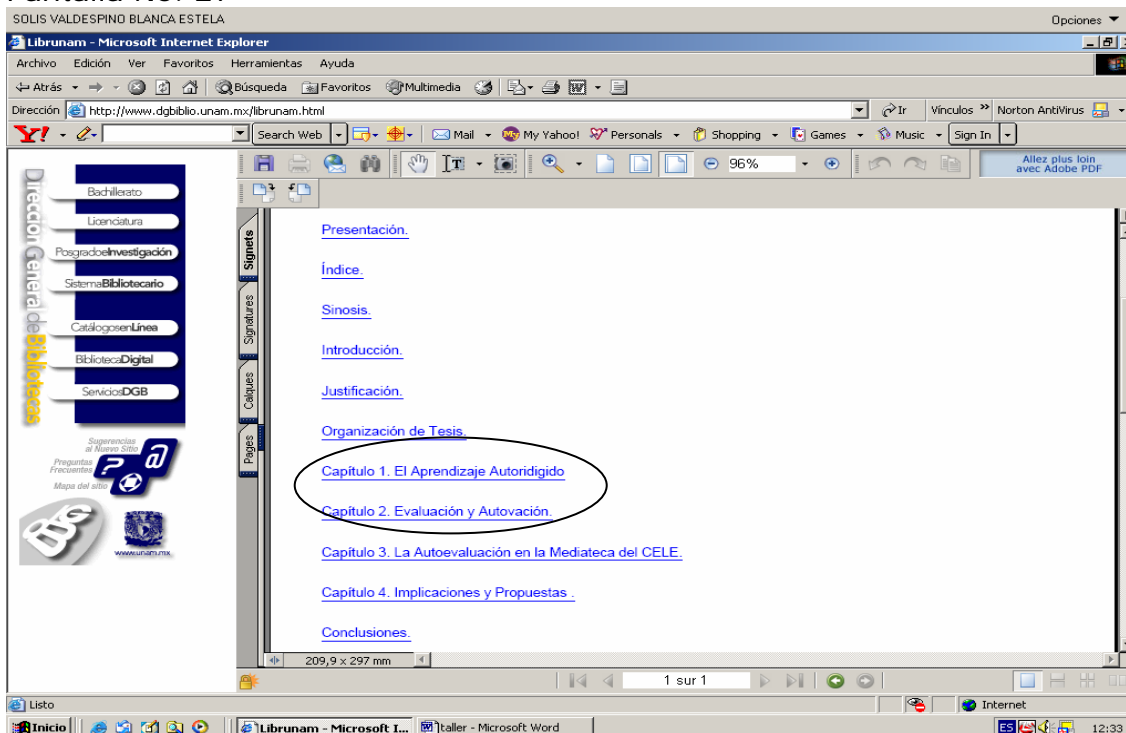 Pantalla No. 27
SOLIS VALDESPINO BLANCA ESTELA
Opciones
Librunam - Microsoft Internet Explorer
Archivo Edición Ver Favoritos Herramientas Ayuda
Atrás Búsqueda Favoritos Multimedia
Dirección http://www.dgbiblio.unam.mx/librunam.html Ir Vínculos » Norton AntiVirus
Y! Search Web Mail My Yahoo! Personals Shopping Games Music Sign In
96%
Allez plus loin
avec Adobe PDF
Dirección General de Bibliotecas
Bachillerato
Licenciatura
PosgradoeInvestigación
SistemaBibliotecario
CatálogosenLínea
BibliotecaDigital
ServiciosDGB
Sugerencias
al Nuevo Sitio
Preguntas
Frecuentes
Mapa del sitio
www.unam.mx
Signets
Signatures
Calques
Pages
Presentación.
Índice.
Sinosis.
Introducción.
Justificación.
Organización de Tesis.
Capítulo 1. El Aprendizaje Autoridigido
Capítulo 2. Evaluación y Autovación.
Capítulo 3. La Autoevaluación en la Mediateca del CELE.
Capítulo 4. Implicaciones y Propuestas .
Conclusiones.
209,9 x 297 mm
1 sur 1
Listo
Internet
Inicio
Librunam - Microsoft I...
taller - Microsoft Word
ES
12:33